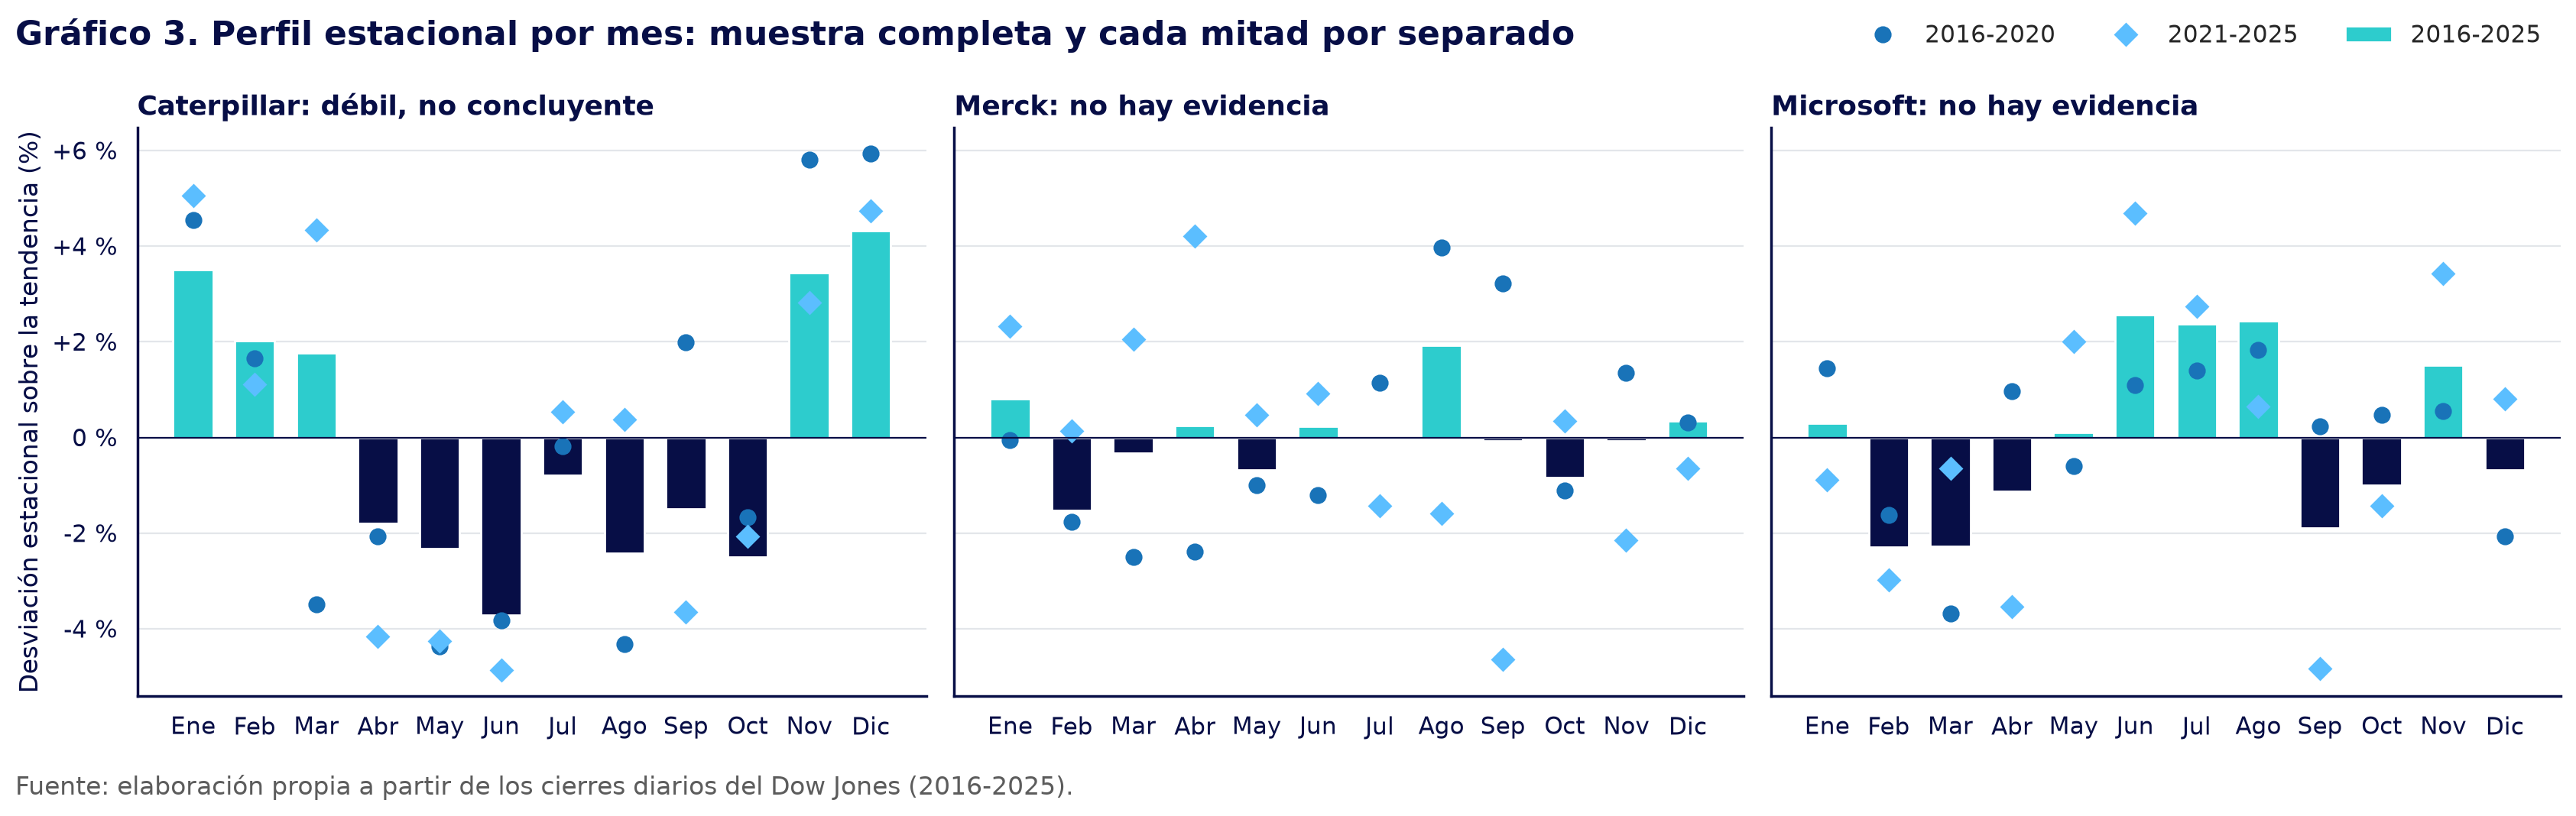 Gráfico 3. Perfil estacional por mes: muestra completa y cada mitad por separado
2016-2020 2021-2025 2016-2025
Caterpillar: débil, no concluyente
Merck: no hay evidencia
Microsoft: no hay evidencia
Desviación estacional sobre la tendencia (%)
+6 %
+4 %
+2 %
0 %
-2 %
-4 %
Ene Feb Mar Abr May Jun Jul Ago Sep Oct Nov Dic
Ene Feb Mar Abr May Jun Jul Ago Sep Oct Nov Dic
Ene Feb Mar Abr May Jun Jul Ago Sep Oct Nov Dic
Fuente: elaboración propia a partir de los cierres diarios del Dow Jones (2016-2025).